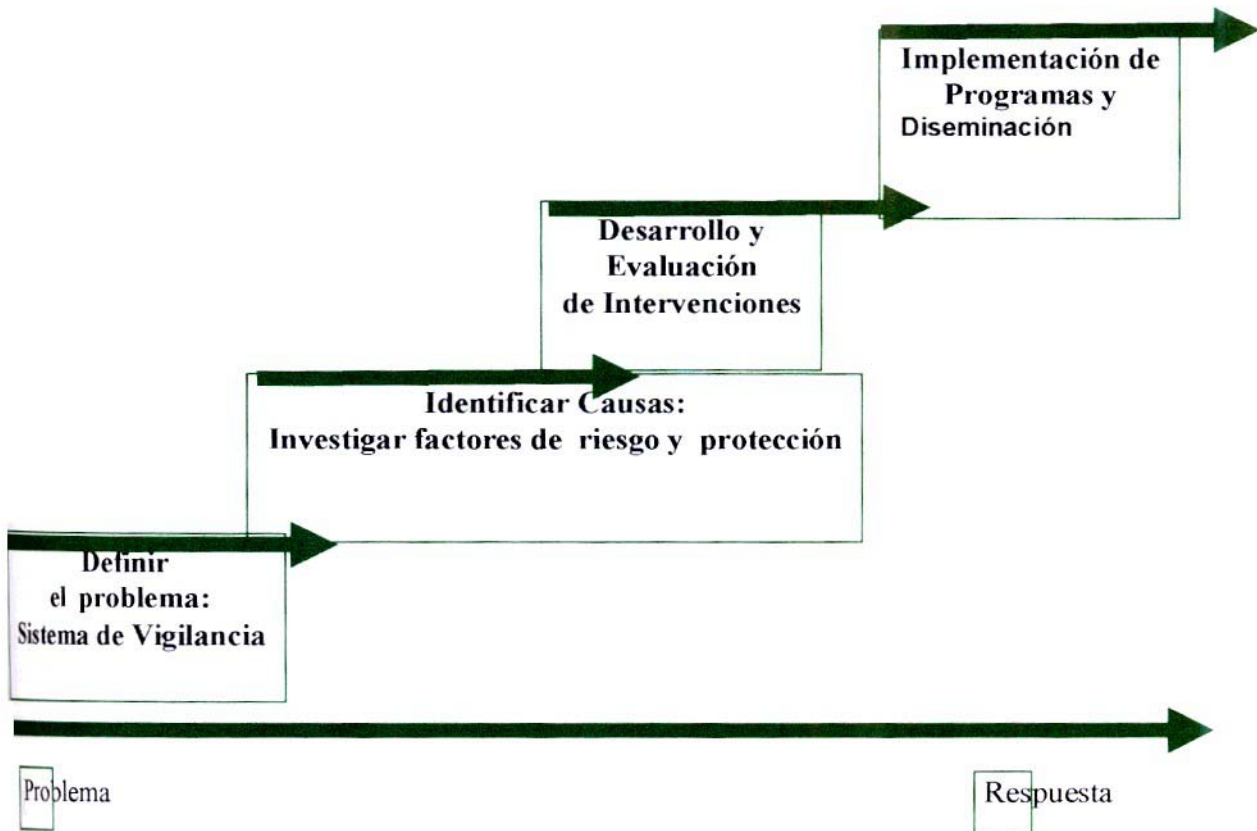 Implementación de
Programas y
Diseminación
Desarrollo y
Evaluación
de Intervenciones
Identificar Causas:
Investigar factores de riesgo y protección
Definir
el problema:
Sistema de Vigilancia
Problema
Respuesta